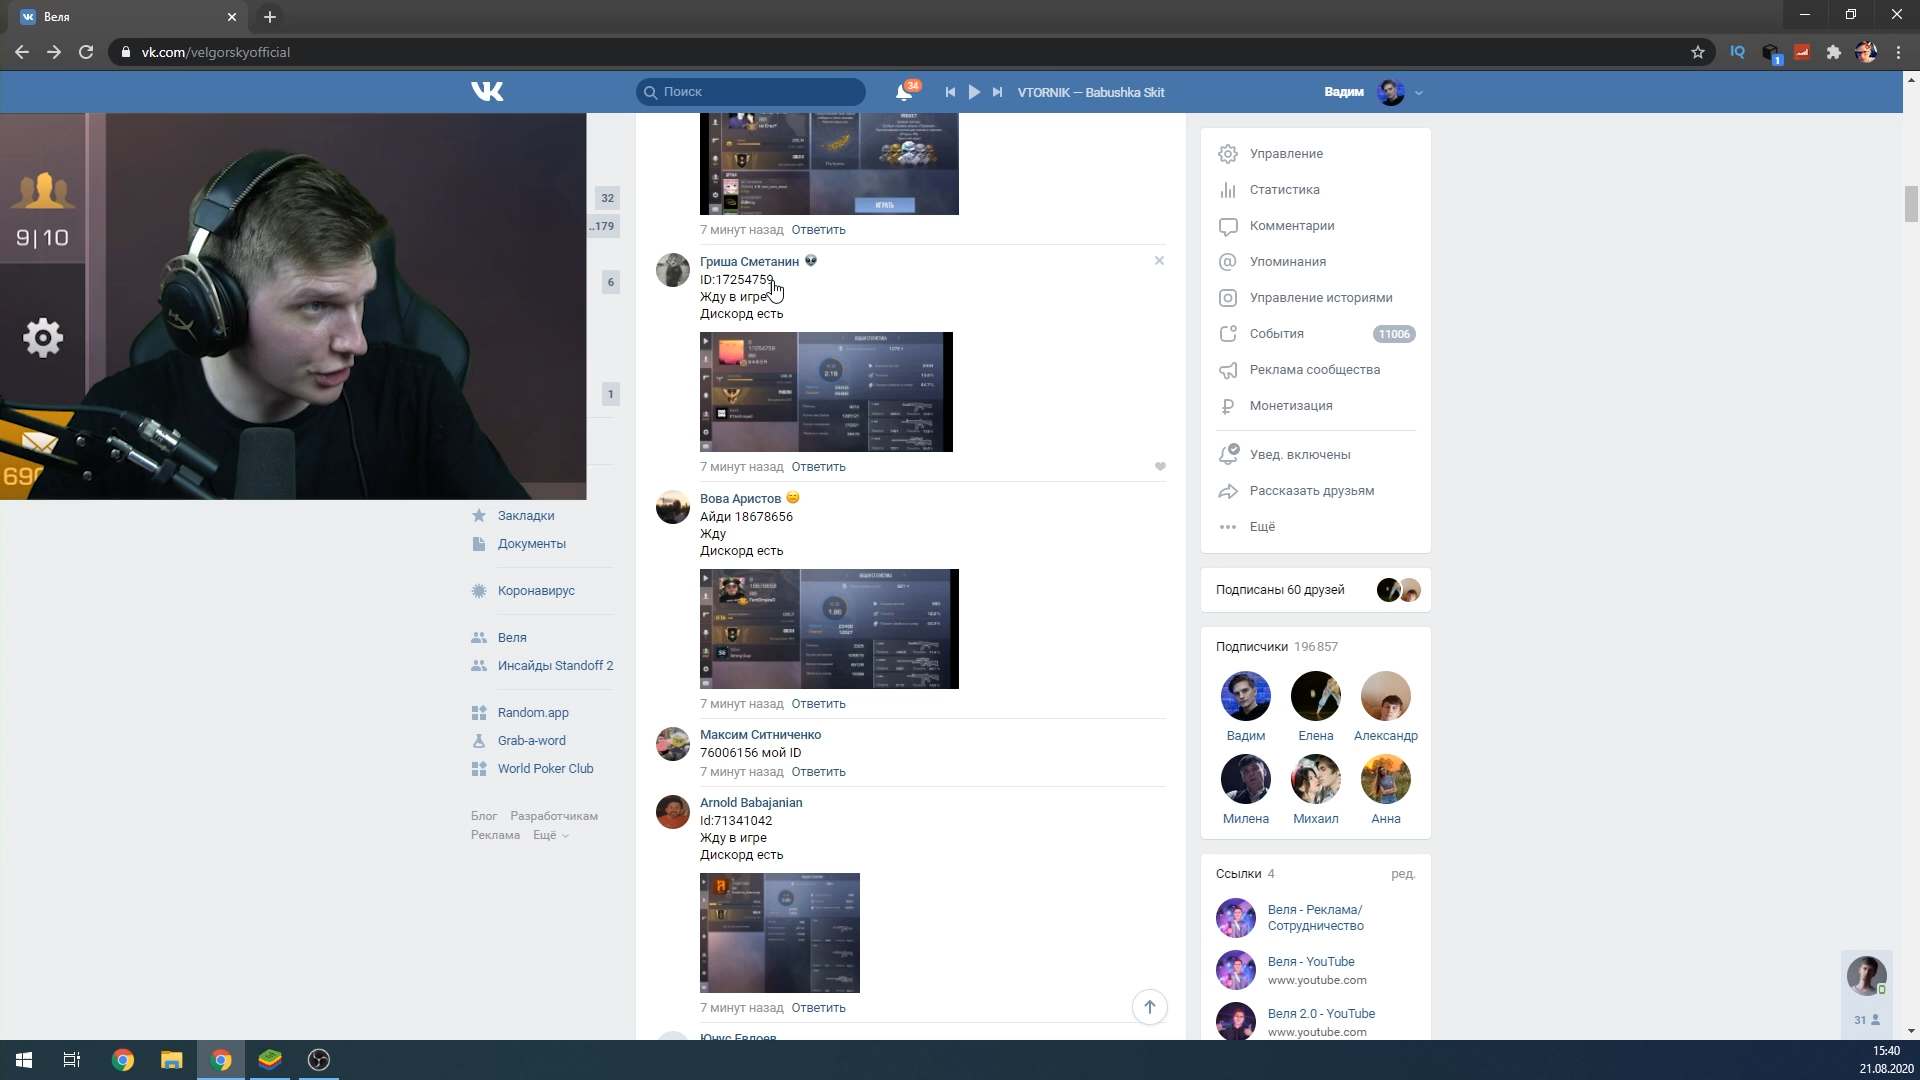 Веля
vk.com/velgorskyofficial
Поиск
34
VTORNIK — Babushka Skit
Вадим
9|10
690
32
..179
6
1
Закладки
Документы
Коронавирус
Веля
Инсайды Standoff 2
Random.app
Grab-a-word
World Poker Club
Блог Разработчикам
Реклама Ещё
ИГРАТЬ
7 минут назад Ответить
Гриша Сметанин
ID:17254759
Жду в игре
Дискорд есть
7 минут назад Ответить
Вова Аристов
Айди 18678656
Жду
Дискорд есть
7 минут назад Ответить
Максим Ситниченко
76006156 мой ID
7 минут назад Ответить
Arnold Babajanian
Id:71341042
Жду в игре
Дискорд есть
7 минут назад Ответить
Юнус Евлоев
Управление
Статистика
Комментарии
Упоминания
Управление историями
События 11006
Реклама сообщества
Монетизация
Увед. включены
Рассказать друзьям
Ещё
Подписаны 60 друзей
Подписчики 196857
Вадим Елена Александр
Милена Михаил Анна
Ссылки 4 ред.
Веля - Реклама/
Сотрудничество
Веля - YouTube
www.youtube.com
Веля 2.0 - YouTube
www.youtube.com
31
15:40
21.08.2020